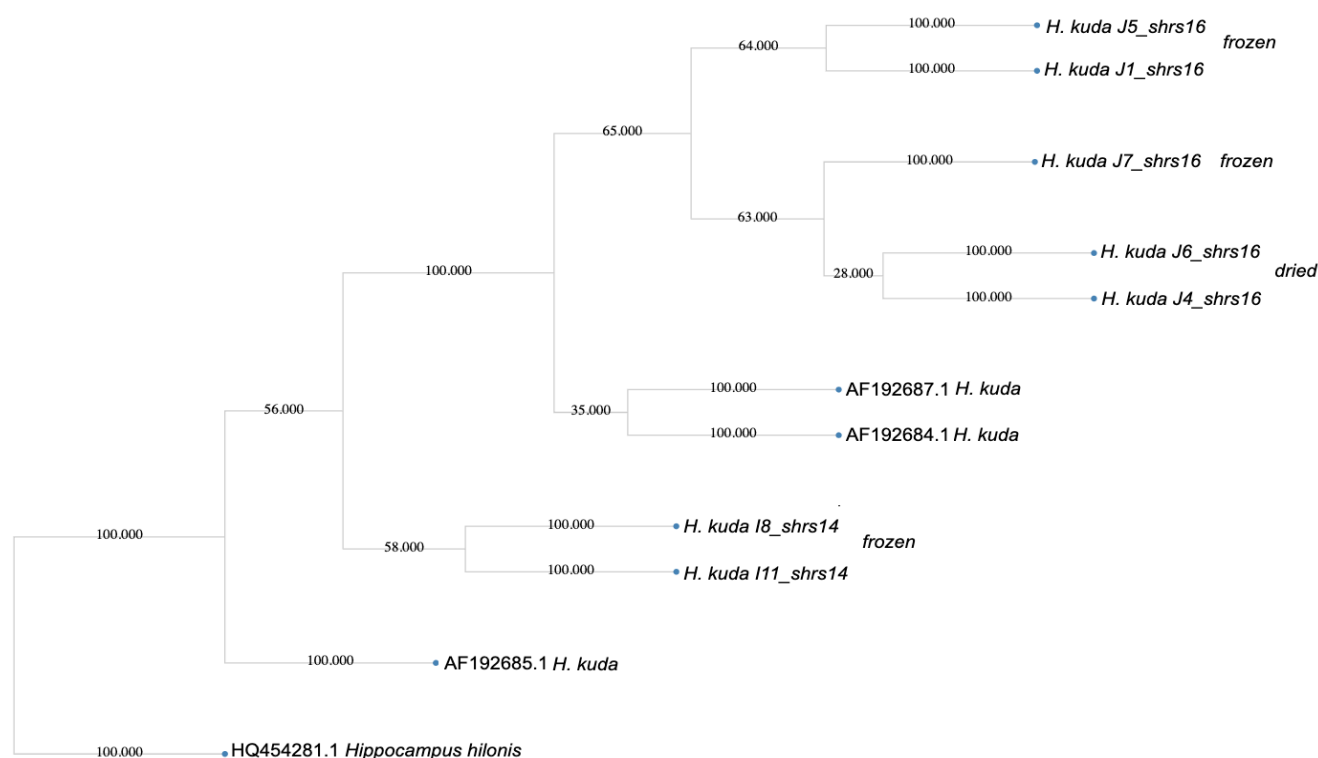 100.000 H. kuda J5_shrs16
frozen
64.000
100.000 H. kuda J1_shrs16
65.000
100.000 H. kuda J7_shrs16 frozen
63.000
100.000 H. kuda J6_shrs16
28.000 dried
100.000 H. kuda J4_shrs16
100.000
100.000 AF192687.1 H. kuda
56.000 35.000
100.000 AF192684.1 H. kuda
100.000 H. kuda I8_shrs14
100.000 58.000 frozen
100.000 H. kuda I11_shrs14
100.000 AF192685.1 H. kuda
100.000 HQ454281.1 Hippocampus hilonis